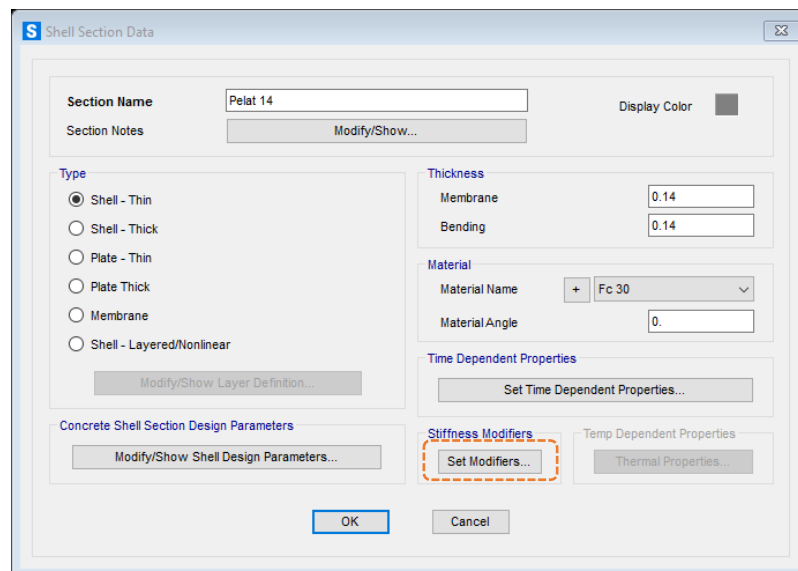 S Shell Section Data
Section Name Pelat 14 Display Color
Section Notes Modify/Show...
Type
Shell - Thin
Shell - Thick
Plate - Thin
Plate Thick
Membrane
Shell - Layered/Nonlinear
Modify/Show Layer Definition...
Thickness
Membrane 0.14
Bending 0.14
Material
Material Name + Fc 30
Material Angle 0.
Time Dependent Properties
Set Time Dependent Properties...
Concrete Shell Section Design Parameters
Modify/Show Shell Design Parameters...
Stiffness Modifiers
Set Modifiers...
Temp Dependent Properties
Thermal Properties...
OK Cancel